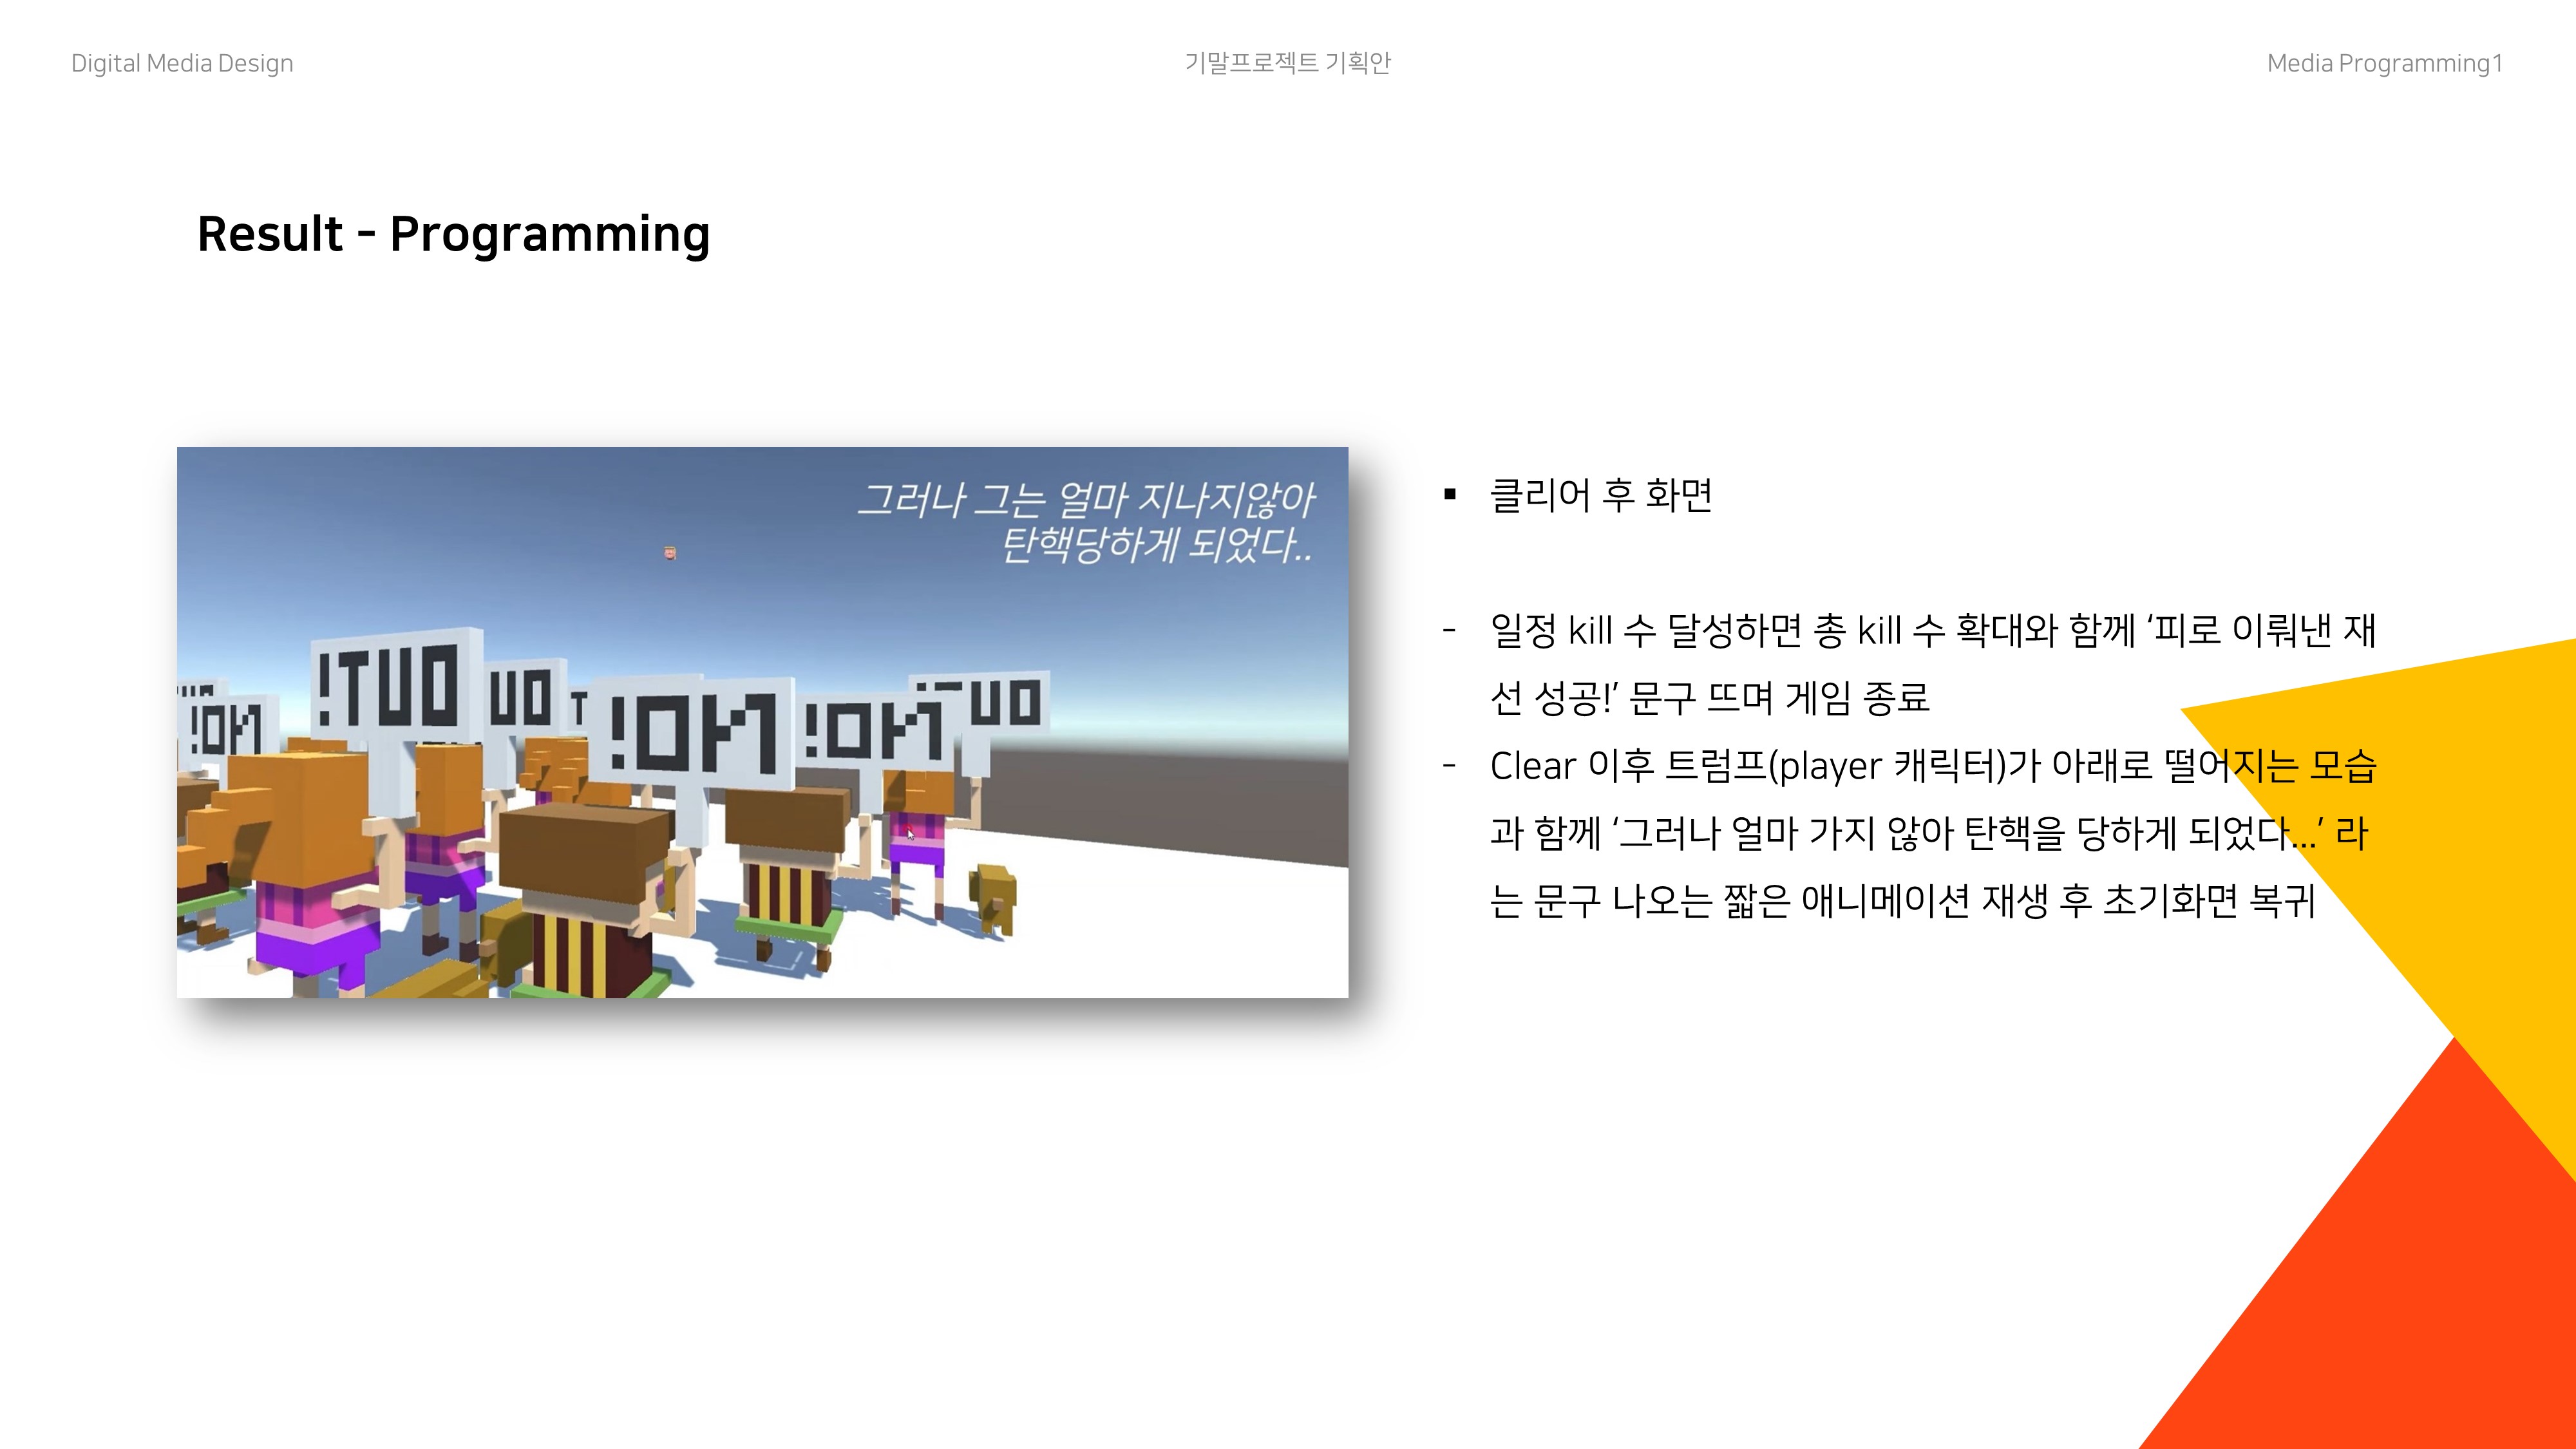 Digital Media Design
기말프로젝트 기획안
Media Programming1
Result - Programming
그러나 그는 얼마 지나지않아
탄핵당하게 되었다..
OUT!
OU
NO!
NO!
NO!
OUT!
▪ 클리어 후 화면
- 일정 kill 수 달성하면 총 kill 수 확대와 함께 ‘피로 이뤄낸 재
선 성공!’ 문구 뜨며 게임 종료
- Clear 이후 트럼프(player 캐릭터)가 아래로 떨어지는 모습
과 함께 ‘그러나 얼마 가지 않아 탄핵을 당하게 되었다…’ 라
는 문구 나오는 짧은 애니메이션 재생 후 초기화면 복귀